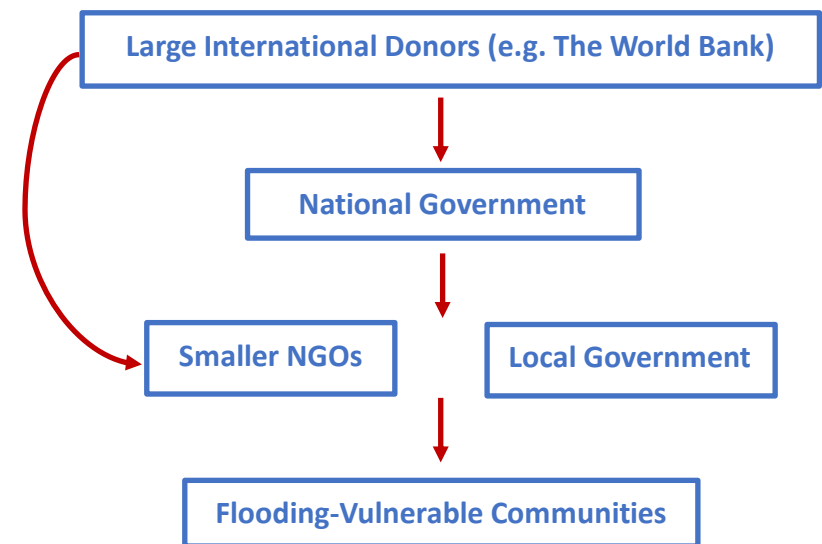 Large International Donors (e.g. The World Bank)
National Government
Smaller NGOs
Local Government
Flooding-Vulnerable Communities